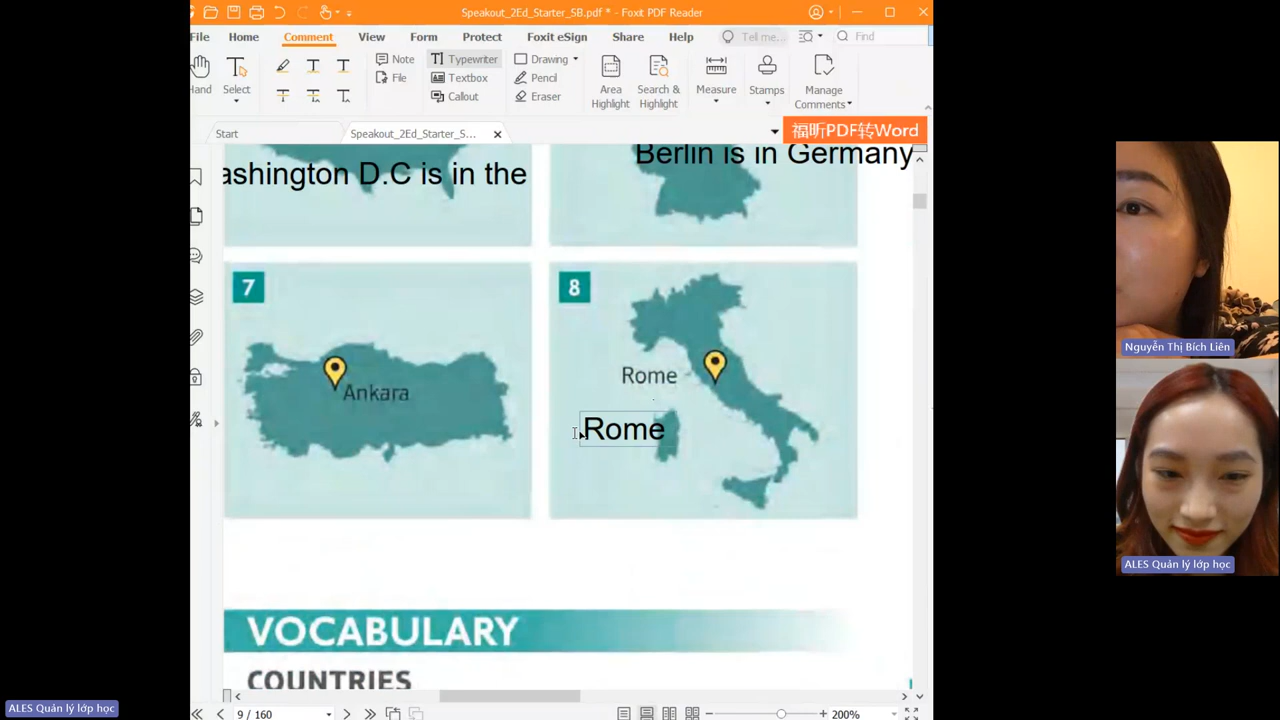 Speakout_2Ed_Starter_SB.pdf * - Foxit PDF Reader
File Home Comment View Form Protect Foxit eSign Share Help Tell me... Find
Hand Select
Note
File
Typewriter
Textbox
Callout
Drawing
Pencil
Eraser
Area Highlight
Search & Highlight
Measure
Stamps
Manage Comments
Start
Speakout_2Ed_Starter_S...
福昕PDF转Word
ashington D.C is in the
Berlin is in Germany
7
Ankara
8
Rome
Rome
VOCABULARY
COUNTRIES
9 / 160
200%
Nguyễn Thị Bích Liên
ALES Quản lý lớp học
ALES Quản lý lớp học